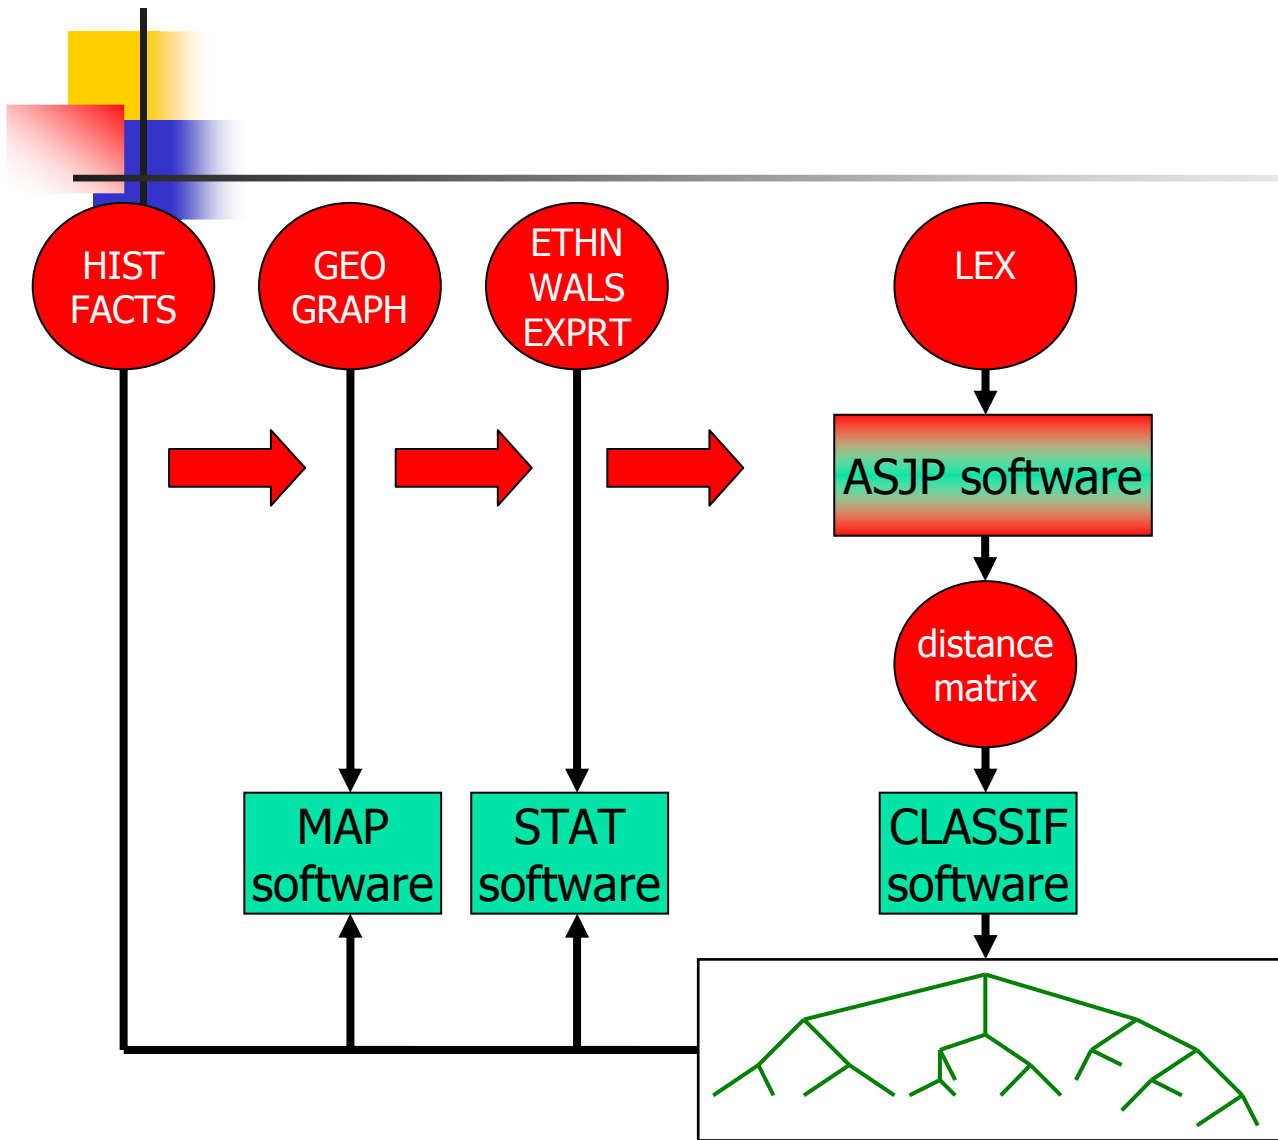 HIST
FACTS
GEO
GRAPH
ETHN
WALS
EXPRT
LEX
ASJP software
distance
matrix
MAP
software
STAT
software
CLASSIF
software